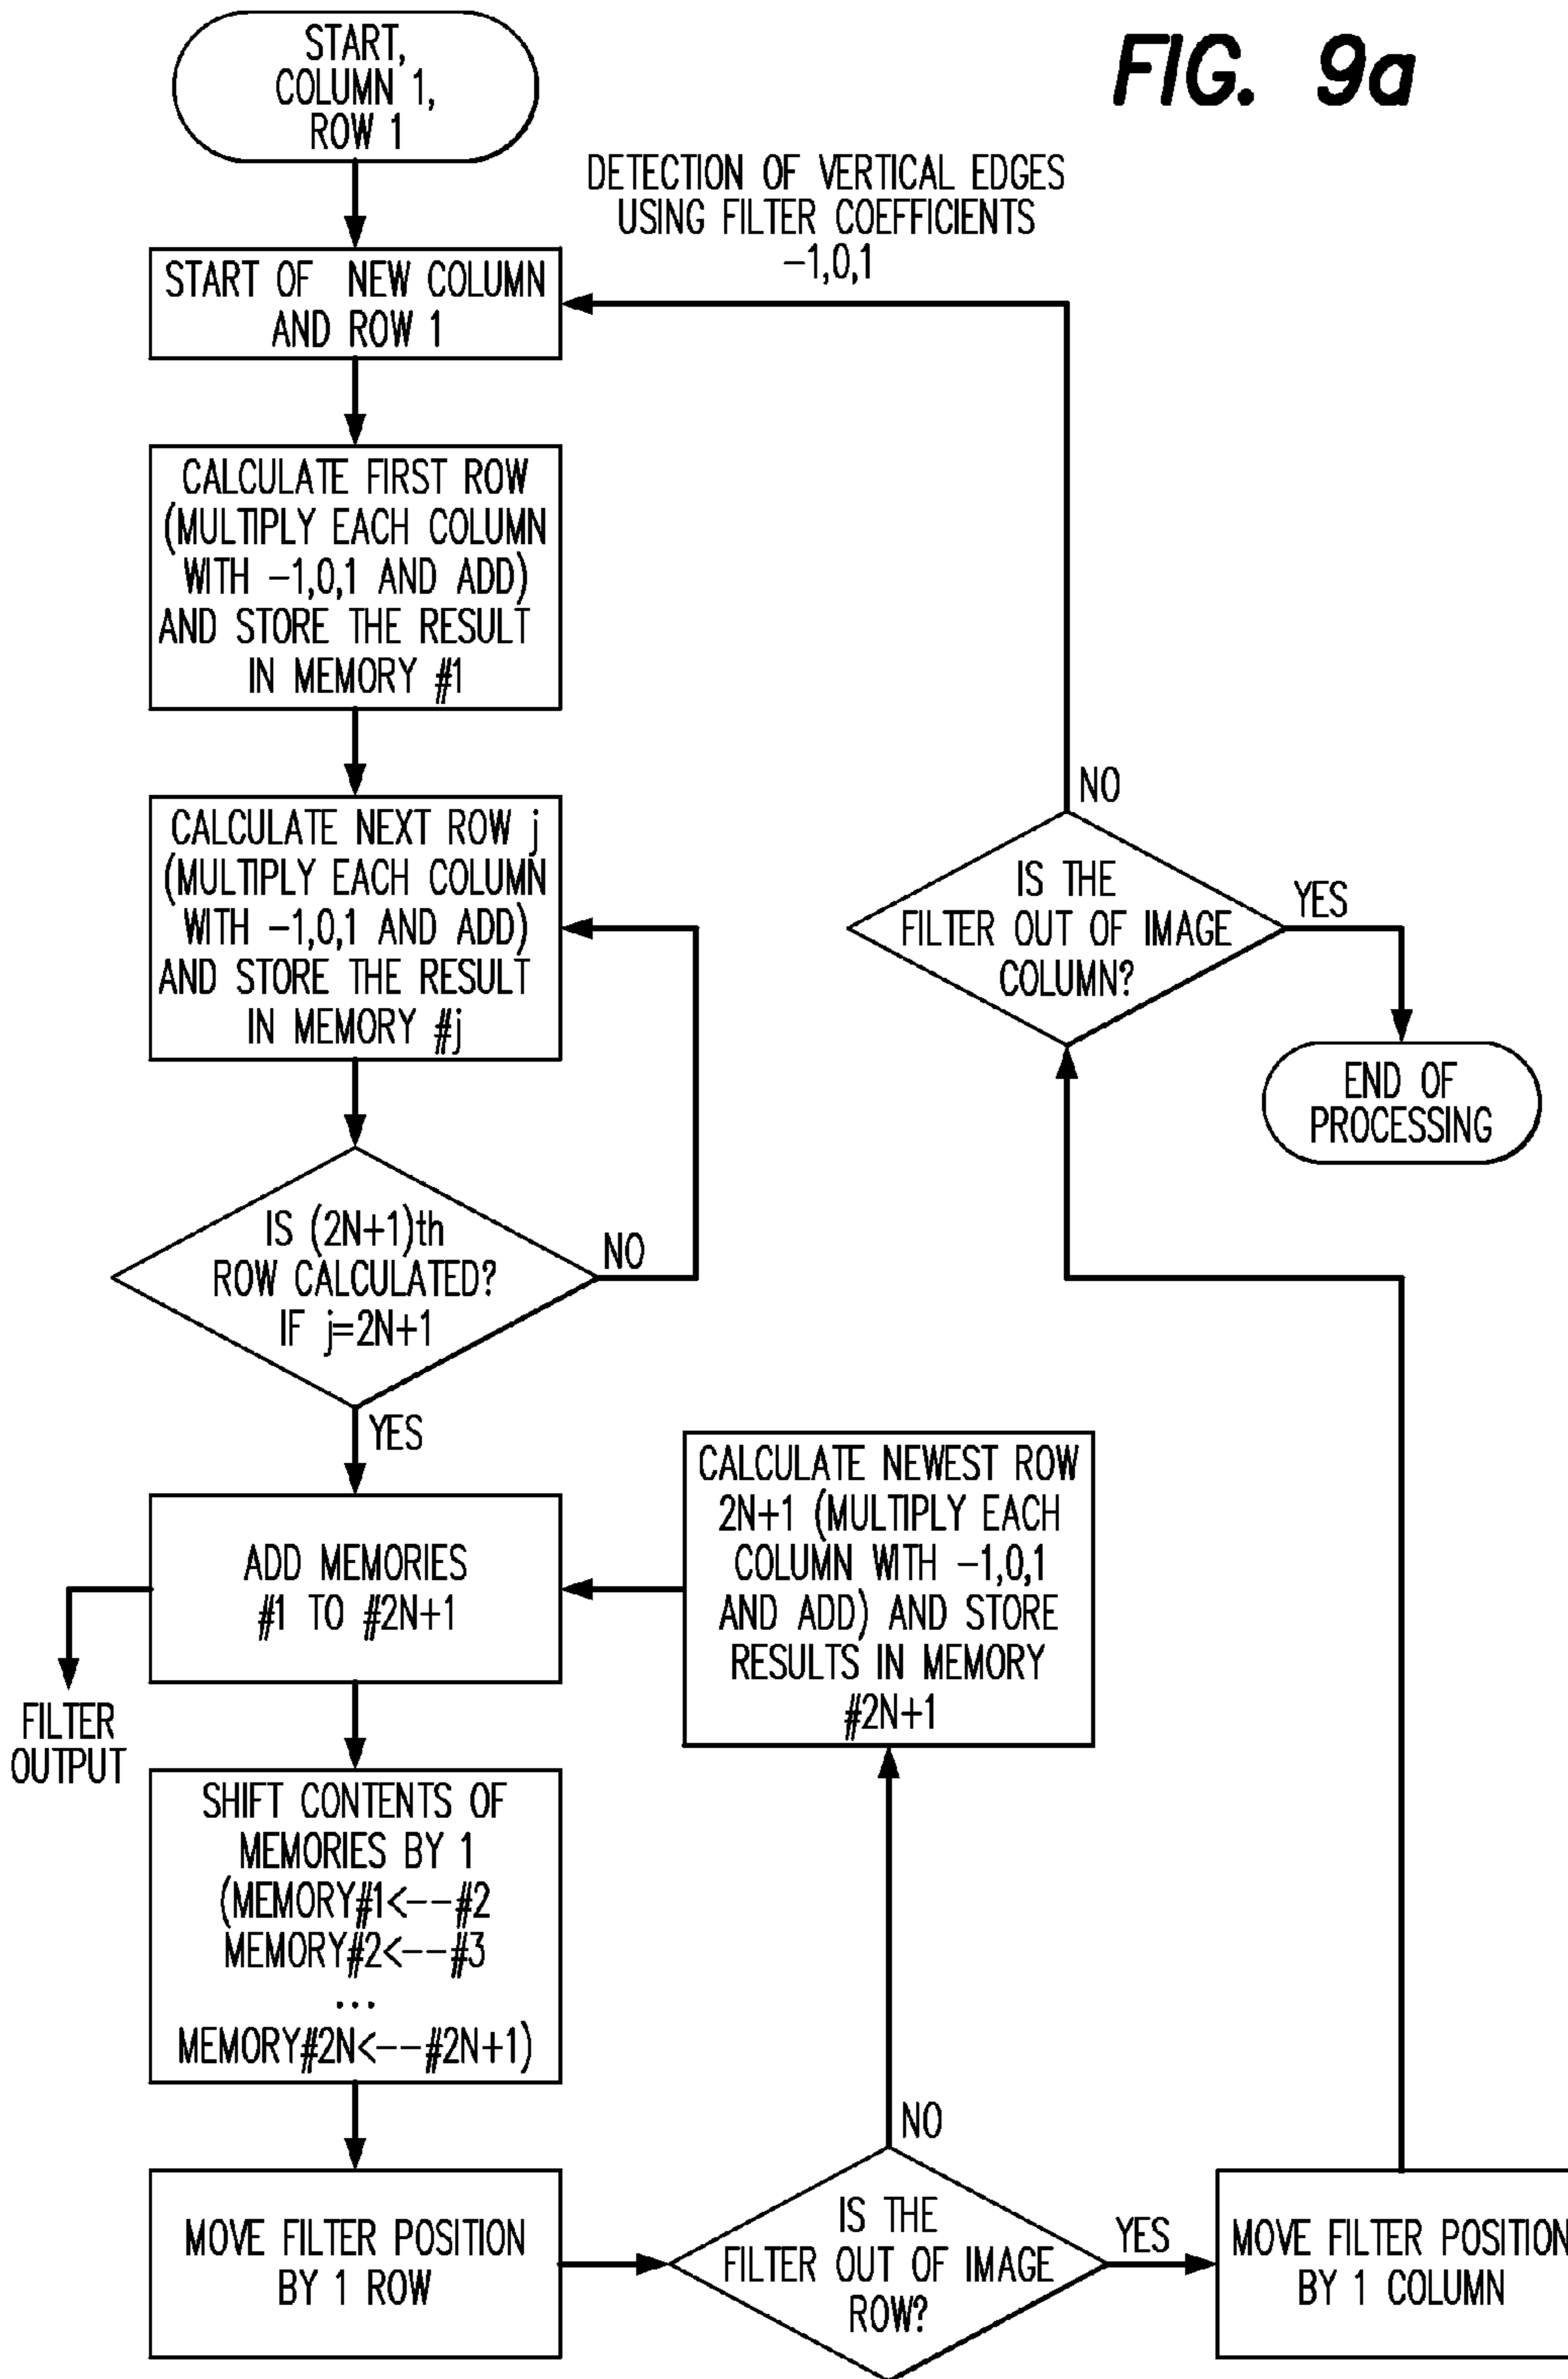 FIG. 9a
START,
COLUMN 1,
ROW 1
DETECTION OF VERTICAL EDGES
USING FILTER COEFFICIENTS
-1,0,1
START OF NEW COLUMN
AND ROW 1
CALCULATE FIRST ROW
(MULTIPLY EACH COLUMN
WITH -1,0,1 AND ADD)
AND STORE THE RESULT
IN MEMORY #1
CALCULATE NEXT ROW j
(MULTIPLY EACH COLUMN
WITH -1,0,1 AND ADD)
AND STORE THE RESULT
IN MEMORY #j
IS (2N+1)th
ROW CALCULATED?
IF j=2N+1
NO
YES
ADD MEMORIES
#1 TO #2N+1
FILTER
OUTPUT
SHIFT CONTENTS OF
MEMORIES BY 1
(MEMORY#1<--#2
MEMORY#2<--#3
...
MEMORY#2N<--#2N+1)
MOVE FILTER POSITION
BY 1 ROW
IS THE
FILTER OUT OF IMAGE
ROW?
NO
CALCULATE NEWEST ROW
2N+1 (MULTIPLY EACH
COLUMN WITH -1,0,1
AND ADD) AND STORE
RESULTS IN MEMORY
#2N+1
YES
MOVE FILTER POSITION
BY 1 COLUMN
IS THE
FILTER OUT OF IMAGE
COLUMN?
NO
YES
END OF
PROCESSING